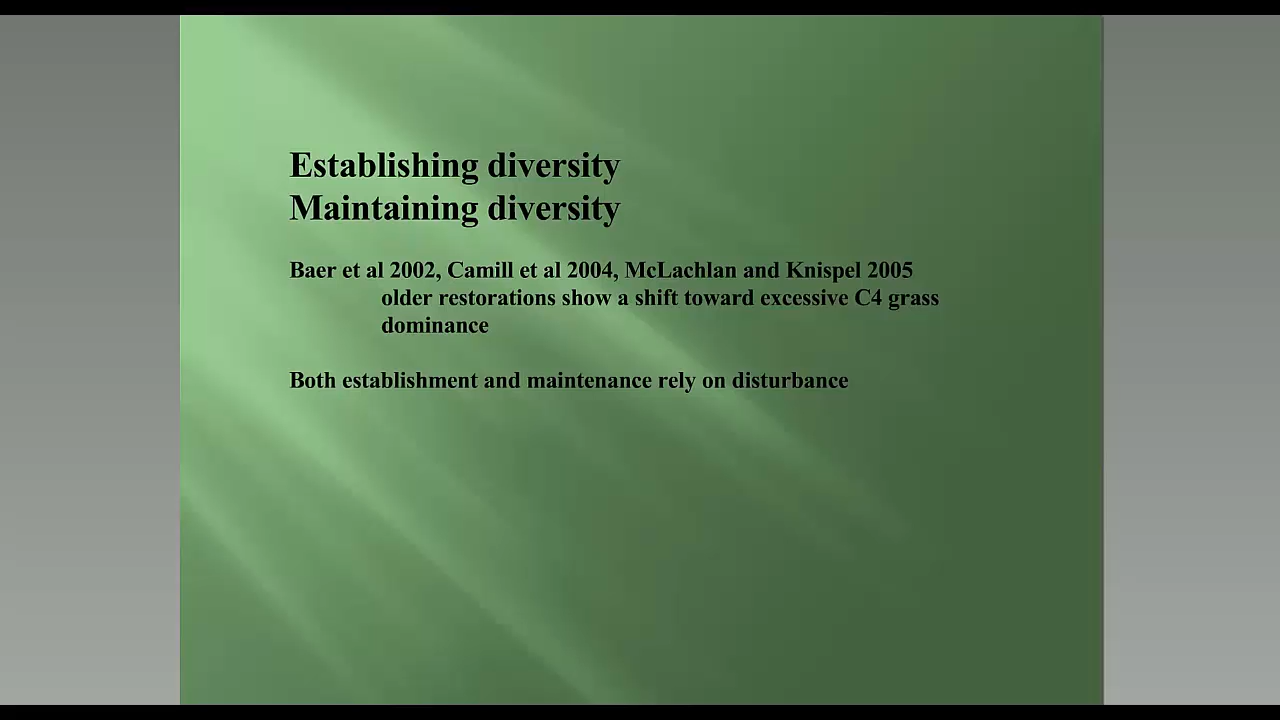 Establishing diversity
Maintaining diversity
Baer et al 2002, Camill et al 2004, McLachlan and Knispel 2005
older restorations show a shift toward excessive C4 grass
dominance
Both establishment and maintenance rely on disturbance